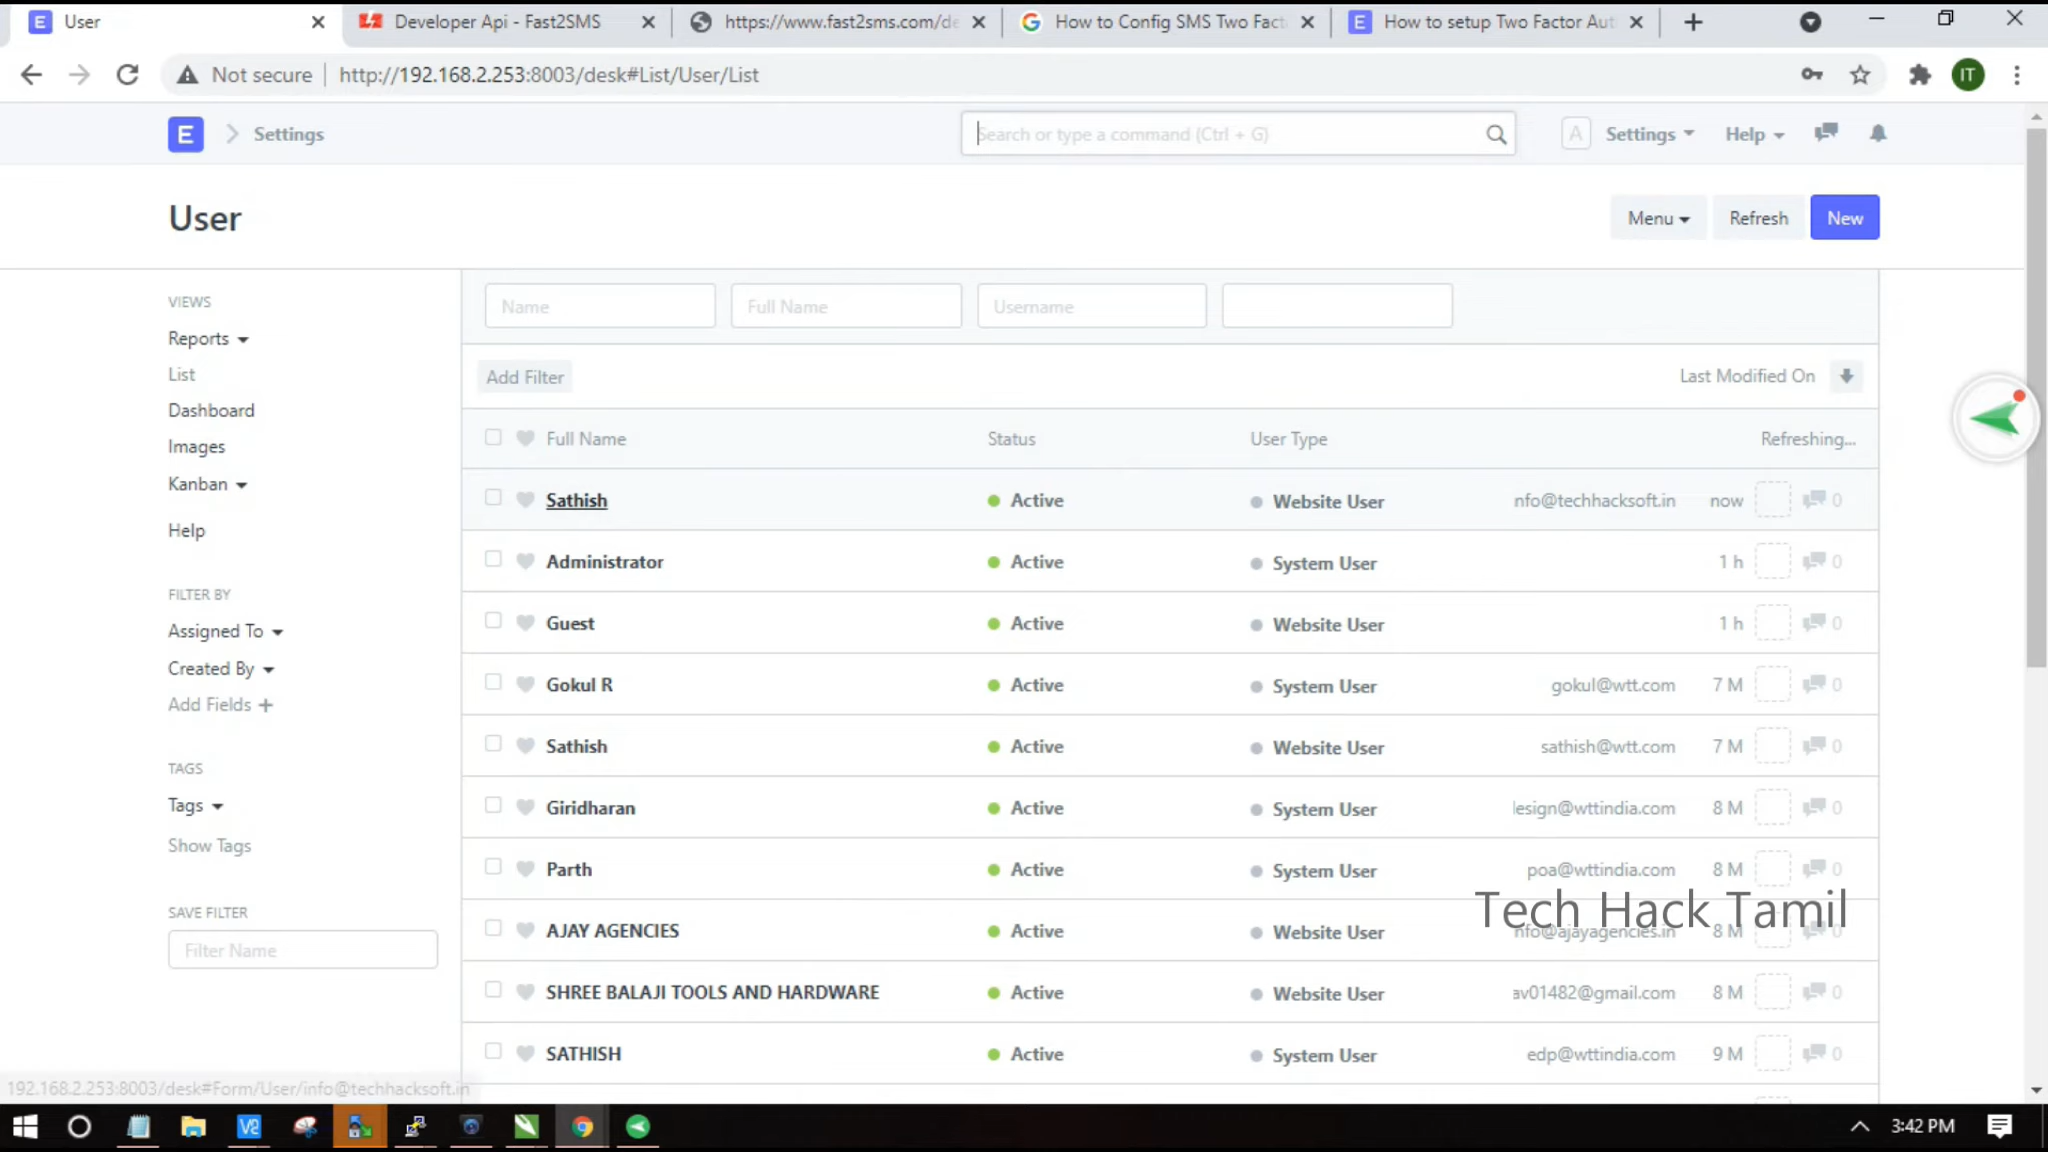 User
Developer Api - Fast2SMS
https://www.fast2sms.com/de
How to Config SMS Two Fact
How to setup Two Factor Aut
Not secure
http://192.168.2.253:8003/desk#List/User/List
IT
E
Settings
Search or type a command (Ctrl + G)
A
Settings
Help
User
Menu
Refresh
New
VIEWS
Reports
List
Dashboard
Images
Kanban
Help
FILTER BY
Assigned To
Created By
Add Fields +
TAGS
Tags
Show Tags
SAVE FILTER
Filter Name
Name
Full Name
Username
Add Filter
Last Modified On
Full Name Status User Type Refreshing...
Sathish Active Website User nfo@techhacksoft.in now 0
Administrator Active System User 1 h 0
Guest Active Website User 1 h 0
Gokul R Active System User gokul@wtt.com 7 M 0
Sathish Active Website User sathish@wtt.com 7 M 0
Giridharan Active System User lesign@wttindia.com 8 M 0
Parth Active System User poa@wttindia.com 8 M 0
Tech Hack Tamil
AJAY AGENCIES Active Website User nfo@ajayagencies.in 8 M 0
SHREE BALAJI TOOLS AND HARDWARE Active Website User av01482@gmail.com 8 M 0
SATHISH Active System User edp@wttindia.com 9 M 0
192.168.2.253:8003/desk#Form/User/info@techhacksoft.in
3:42 PM